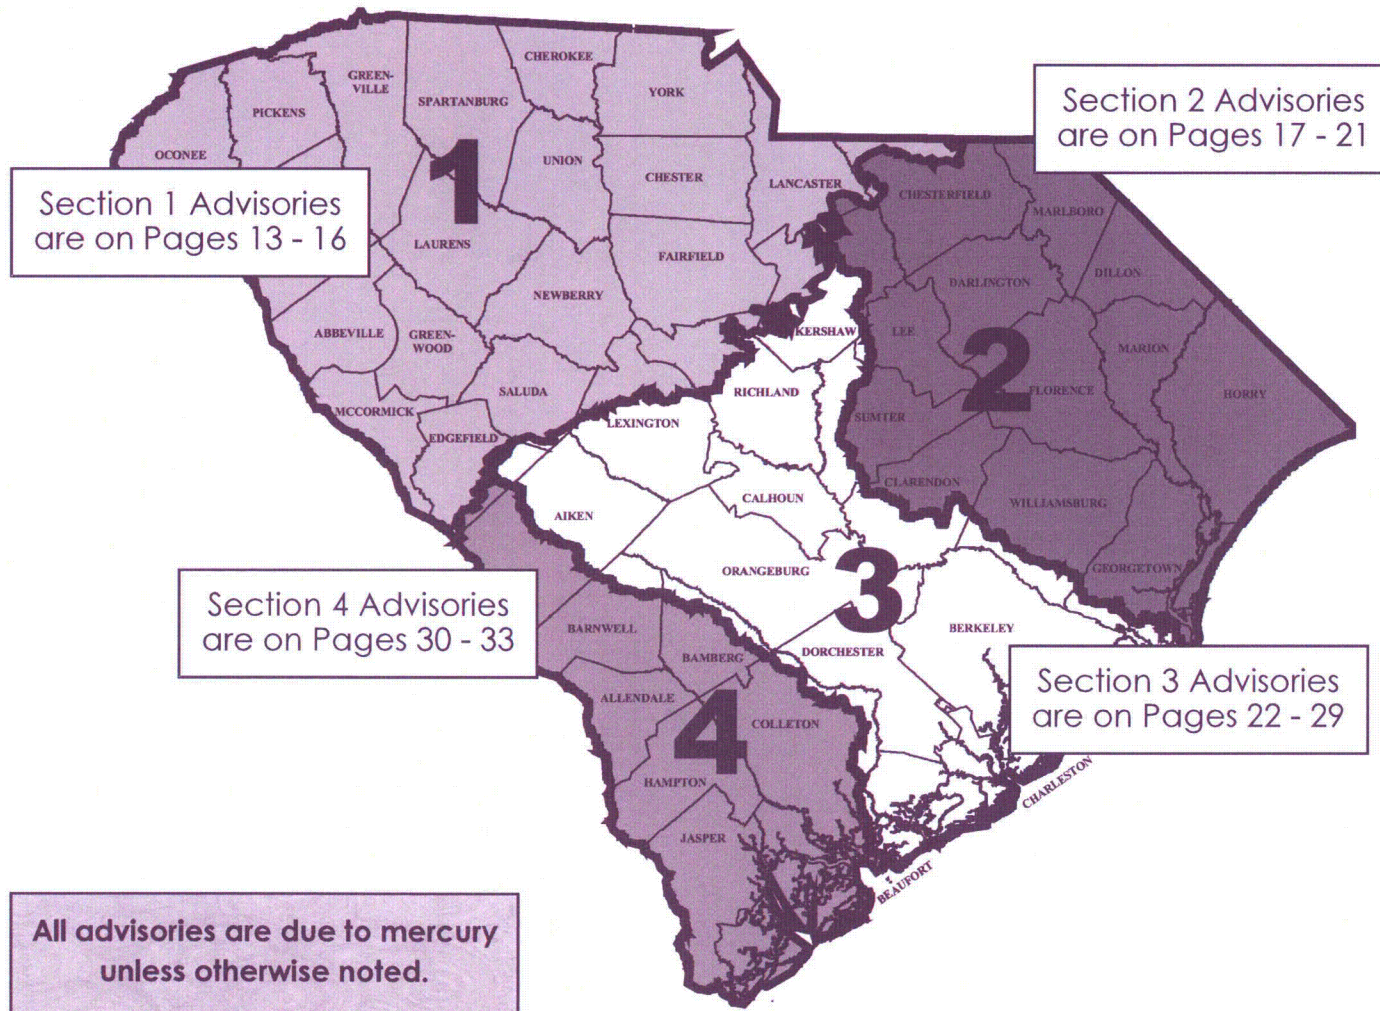 CHEROKEE
GREEN-
VILLE
SPARTANBURG
YORK
PICKENS
OCONEE
UNION
CHESTER
LANCASTER
1
Section 1 Advisories
are on Pages 13 - 16
LAURENS
FAIRFIELD
NEWBERRY
ABBEVILLE
GREEN-
WOOD
SALUDA
MCCORMICK
EDGEFIELD
Section 2 Advisories
are on Pages 17 - 21
CHESTERFIELD
MARLBORO
DILLON
DARLINGTON
LEE
MARION
2
FLORENCE
HORRY
SUMTER
CLARENDON
WILLIAMSBURG
GEORGETOWN
KERSHAW
RICHLAND
LEXINGTON
CALHOUN
AIKEN
ORANGEBURG
3
BERKELEY
DORCHESTER
Section 3 Advisories
are on Pages 22 - 29
CHARLESTON
BEAUFORT
Section 4 Advisories
are on Pages 30 - 33
BARNWELL
BAMBERG
ALLENDALE
4
COLLETON
HAMPTON
JASPER
All advisories are due to mercury
unless otherwise noted.